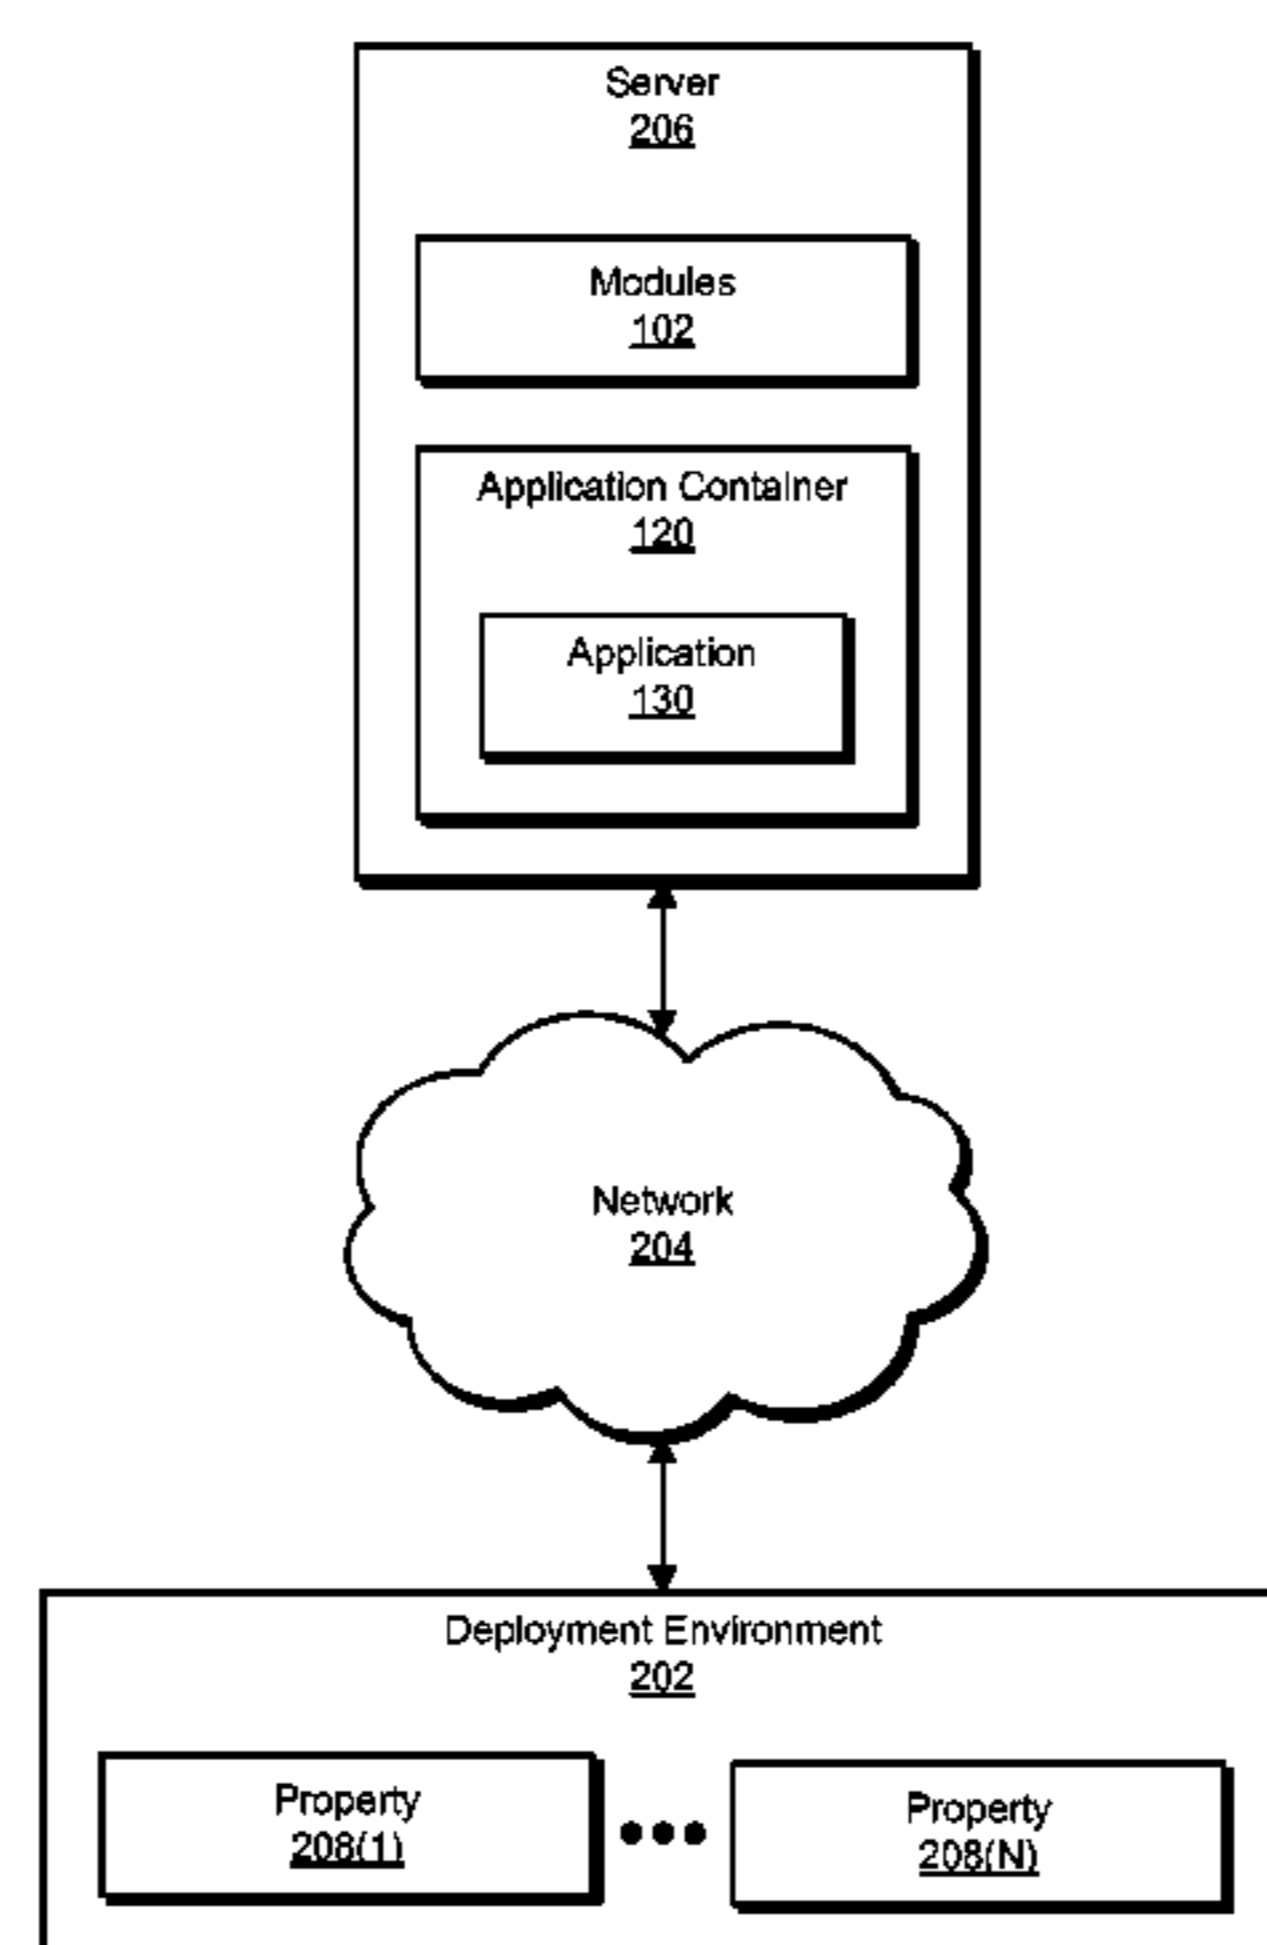 Server
206
Modules
102
Application Container
120
Application
130
Network
204
Deployment Environment
202
Property
208(1)
Property
208(N)